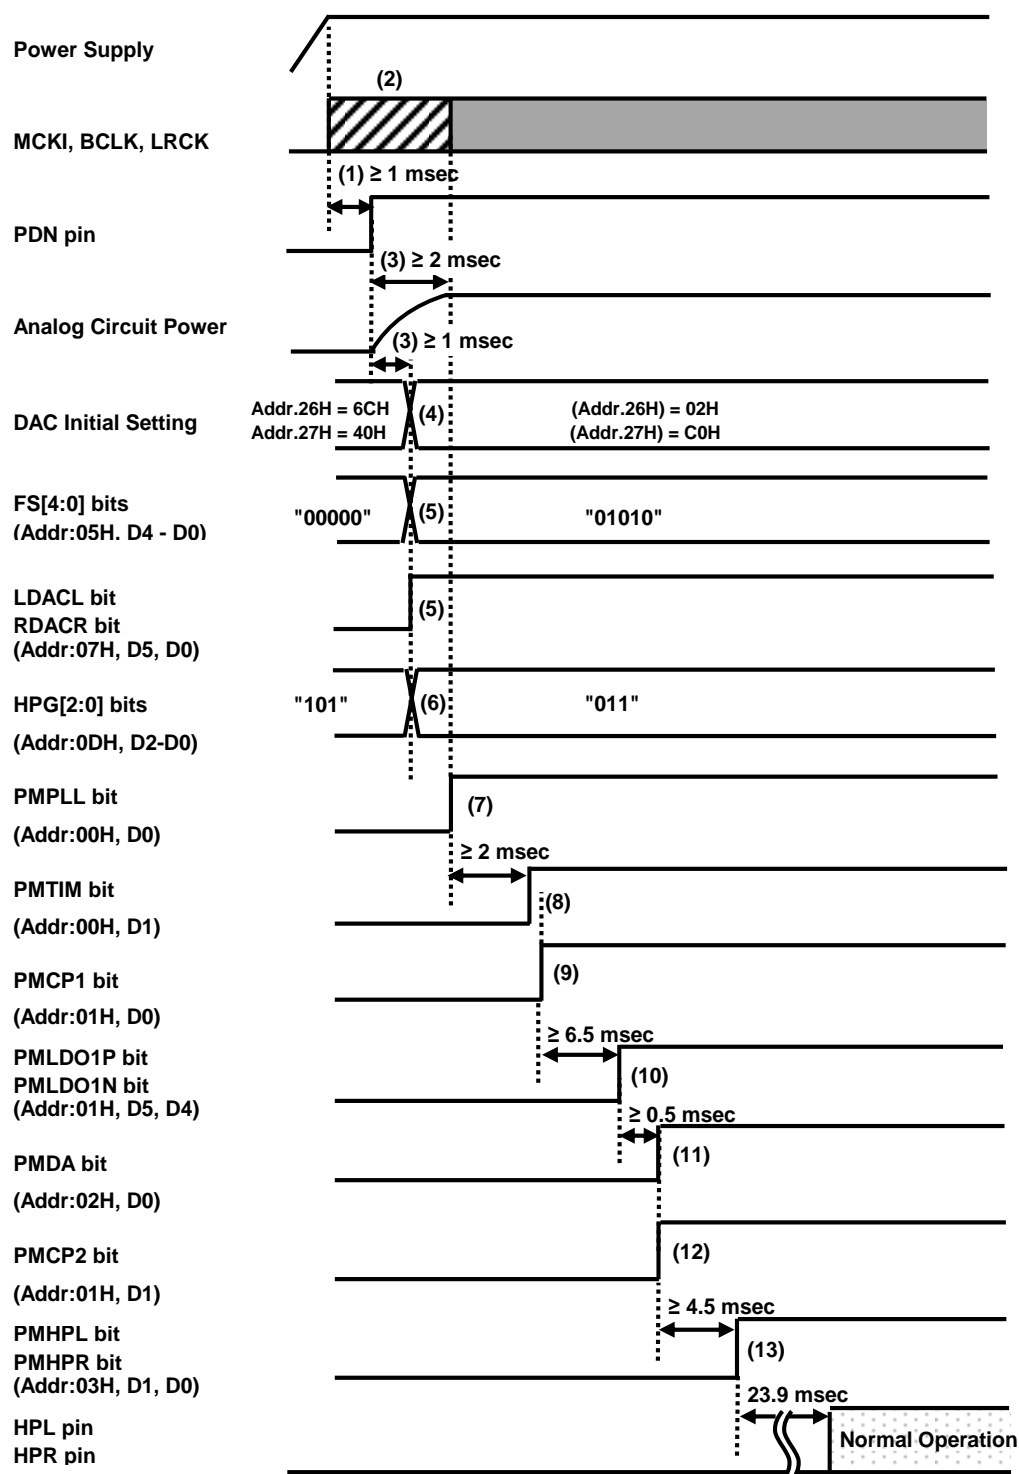 Power Supply
(2)
MCKI, BCLK, LRCK
(1) ≥ 1 msec
PDN pin
(3) ≥ 2 msec
Analog Circuit Power
(3) ≥ 1 msec
DAC Initial Setting
Addr.26H = 6CH
Addr.27H = 40H
(4)
(Addr.26H) = 02H
(Addr.27H) = C0H
FS[4:0] bits
(Addr:05H. D4 - D0)
"00000"
(5)
"01010"
LDACL bit
RDACR bit
(Addr:07H, D5, D0)
(5)
HPG[2:0] bits
(Addr:0DH, D2-D0)
"101"
(6)
"011"
PMPLL bit
(Addr:00H, D0)
(7)
≥ 2 msec
PMTIM bit
(Addr:00H, D1)
(8)
PMCP1 bit
(Addr:01H, D0)
(9)
≥ 6.5 msec
PMLDO1P bit
PMLDO1N bit
(Addr:01H, D5, D4)
(10)
≥ 0.5 msec
PMDA bit
(Addr:02H, D0)
(11)
PMCP2 bit
(Addr:01H, D1)
(12)
≥ 4.5 msec
PMHPL bit
PMHPR bit
(Addr:03H, D1, D0)
(13)
23.9 msec
HPL pin
HPR pin
Normal Operation